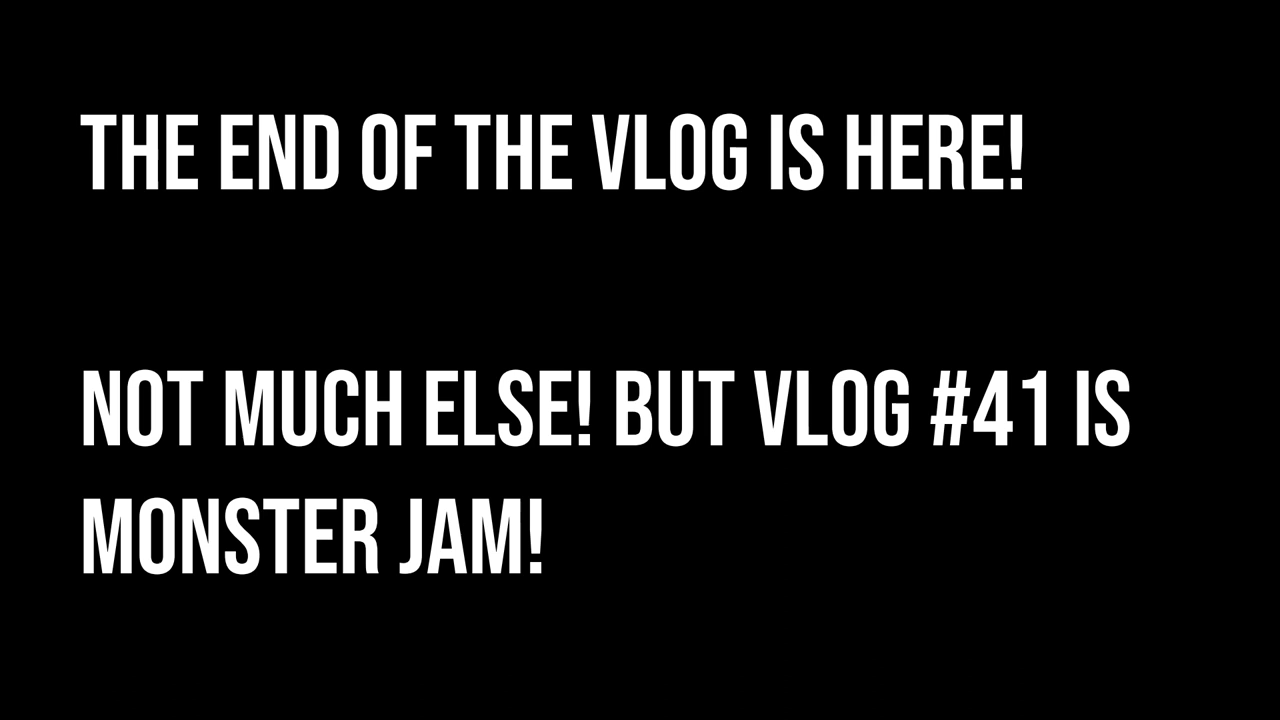 THE END OF THE VLOG IS HERE!
NOT MUCH ELSE! BUT VLOG #41 IS
MONSTER JAM!